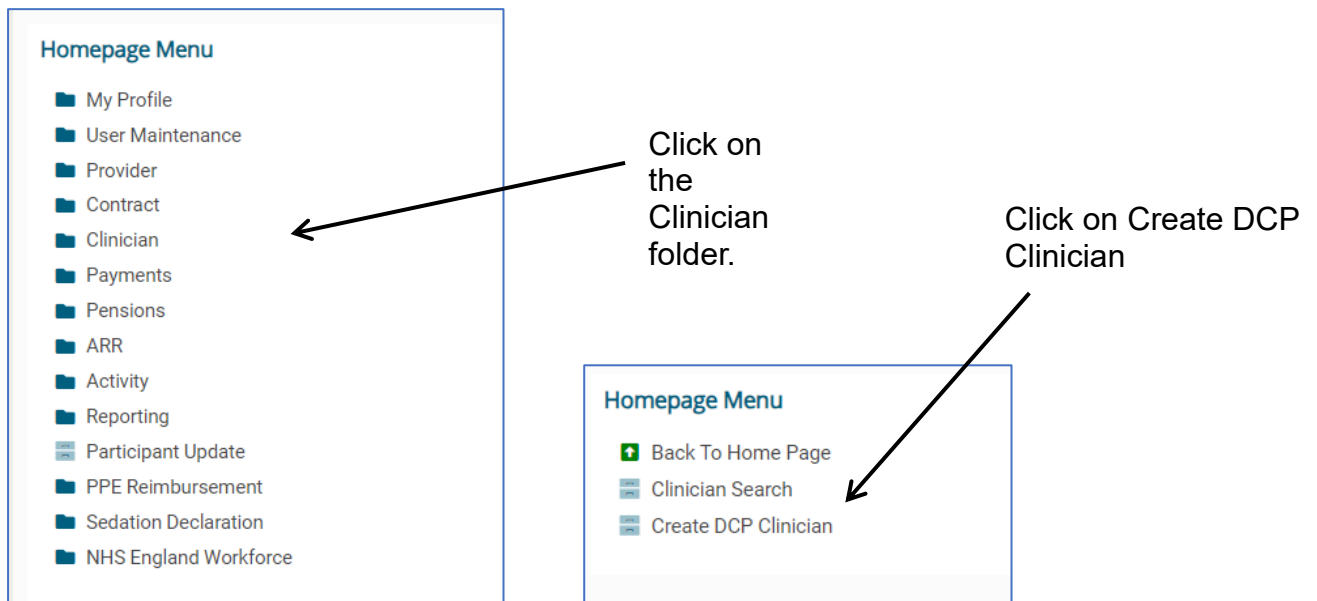 Homepage Menu
My Profile
User Maintenance
Provider
Contract
Clinician
Payments
Pensions
ARR
Activity
Reporting
Participant Update
PPE Reimbursement
Sedation Declaration
NHS England Workforce
Click on
the
Clinician
folder.
Click on Create DCP
Clinician
Homepage Menu
Back To Home Page
Clinician Search
Create DCP Clinician